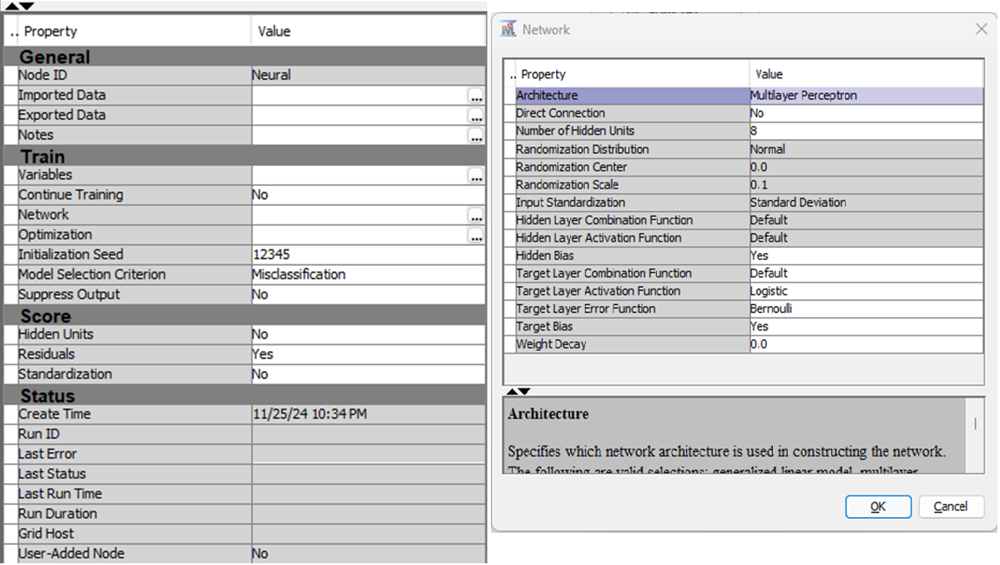 .. Property Value
General
Node ID Neural
Imported Data ...
Exported Data ...
Notes ...
Train
Variables ...
Continue Training No
Network ...
Optimization ...
Initialization Seed 12345
Model Selection Criterion Misclassification
Suppress Output No
Score
Hidden Units No
Residuals Yes
Standardization No
Status
Create Time 11/25/24 10:34 PM
Run ID
Last Error
Last Status
Last Run Time
Run Duration
Grid Host
User-Added Node No
Network
.. Property Value
Architecture Multilayer Perceptron
Direct Connection No
Number of Hidden Units 8
Randomization Distribution Normal
Randomization Center 0.0
Randomization Scale 0.1
Input Standardization Standard Deviation
Hidden Layer Combination Function Default
Hidden Layer Activation Function Default
Hidden Bias Yes
Target Layer Combination Function Default
Target Layer Activation Function Logistic
Target Layer Error Function Bernoulli
Target Bias Yes
Weight Decay 0.0
Architecture
Specifies which network architecture is used in constructing the network.
The following are valid selections: generalized linear model, multilayer
OK Cancel